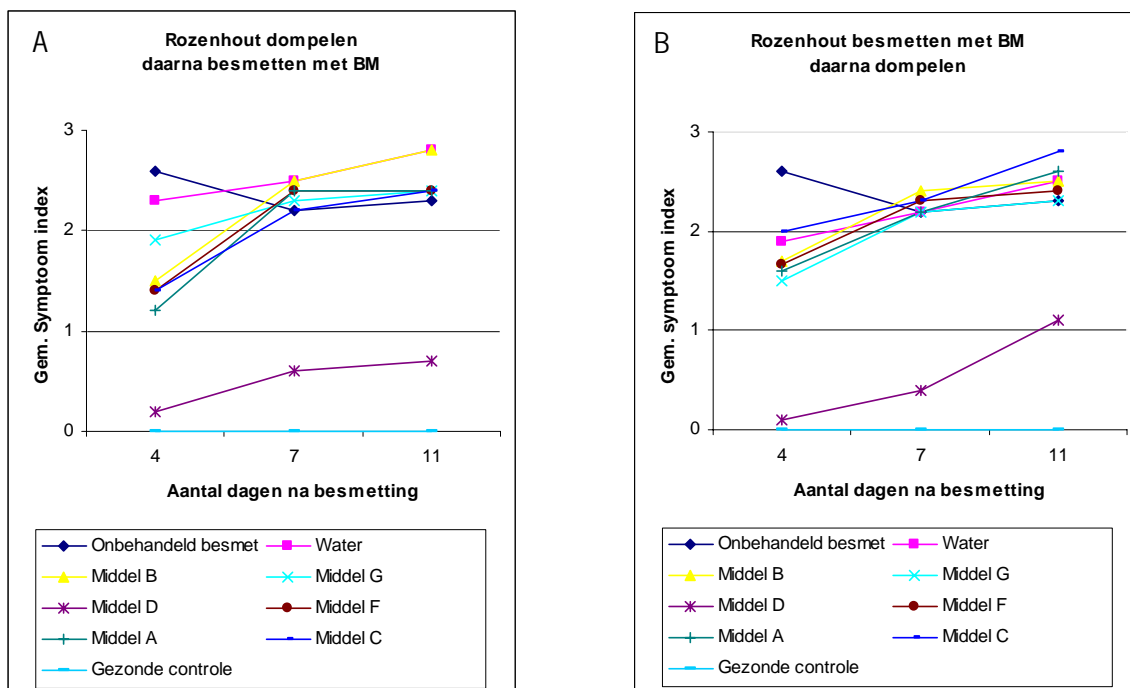 A
Rozenhout dompelen
daarna besmetten met BM
Gem. Symptoom index
3
2
1
0
4 7 11
Aantal dagen na besmetting
Onbehandeld besmet Water
Middel B Middel G
Middel D Middel F
Middel A Middel C
Gezonde controle
B
Rozenhout besmetten met BM
daarna dompelen
Gem. symptoom index
3
2
1
0
4 7 11
Aantal dagen na besmetting
Onbehandeld besmet Water
Middel B Middel G
Middel D Middel F
Middel A Middel C
Gezonde controle